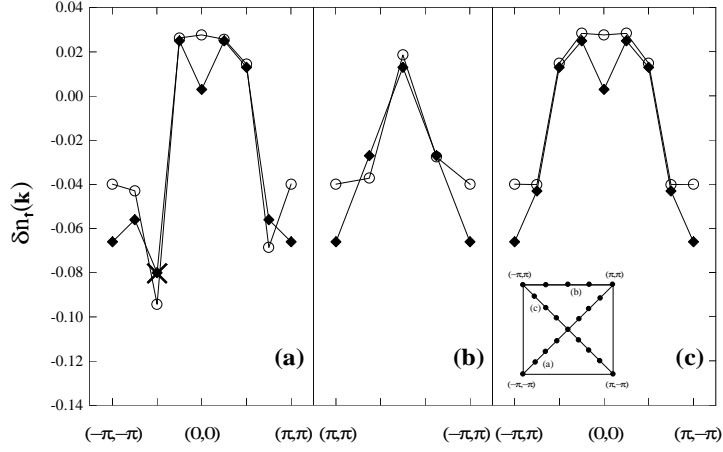 0.04
0.02
0.00
-0.02
-0.04
-0.06
-0.08
-0.10
-0.12
-0.14
δn↑(k)
(a)
(b)
(c)
(−π,π) (π,π)
(b)
(c)
(a)
(−π,−π) (π,−π)
(−π,−π) (0,0) (π,π) (π,π) (−π,π) (−π,π) (0,0) (π,−π)